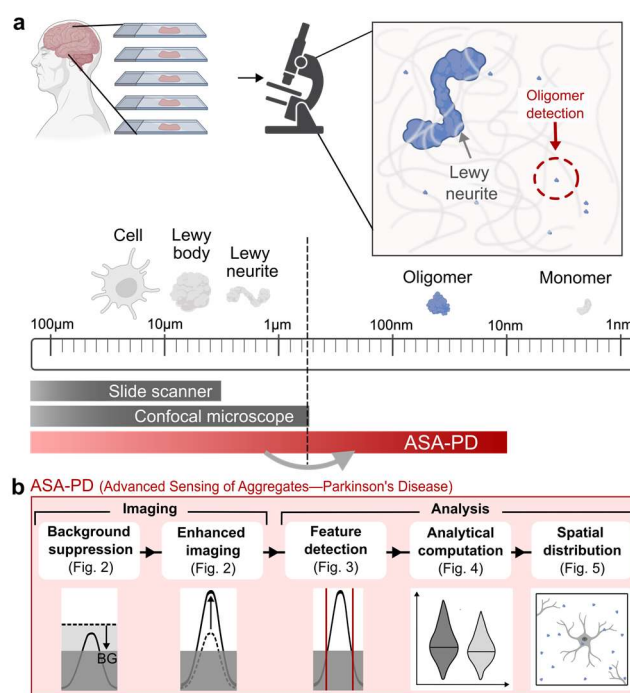 a
Oligomer
detection
Lewy
neurite
Cell
Lewy
body
Lewy
neurite
Oligomer
Monomer
100µm
10µm
1µm
100nm
10nm
1nm
Slide scanner
Confocal microscope
ASA-PD
b ASA-PD (Advanced Sensing of Aggregates—Parkinson's Disease)
Imaging
Analysis
Background
suppression
(Fig. 2)
Enhanced
imaging
(Fig. 2)
Feature
detection
(Fig. 3)
Analytical
computation
(Fig. 4)
Spatial
distribution
(Fig. 5)
BG